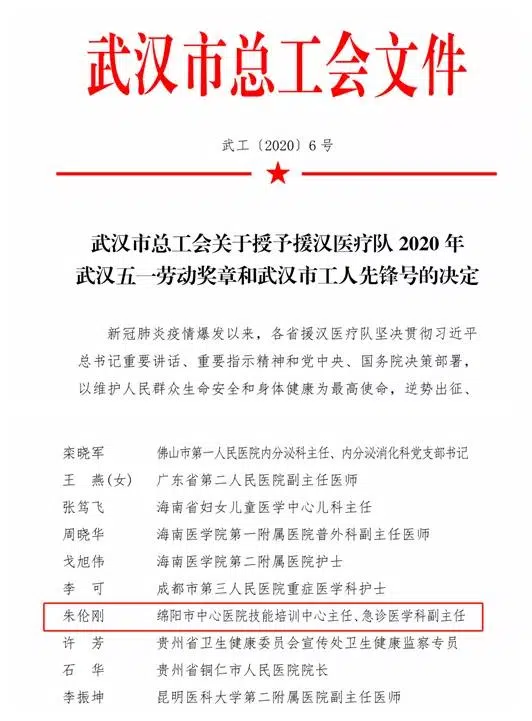 武汉市总工会文件
武工〔2020〕6号
武汉市总工会关于授予援汉医疗队2020年
武汉五一劳动奖章和武汉市工人先锋号的决定
新冠肺炎疫情爆发以来，各省援汉医疗队坚决贯彻习近平
总书记重要讲话、重要指示精神和党中央、国务院决策部署，
以维护人民群众生命安全和身体健康为最高使命，逆势出征、
栾晓军 佛山市第一人民医院内分泌科主任、内分泌消化科党支部书记
王 燕(女) 广东省第二人民医院副主任医师
张笃飞 海南省妇女儿童医学中心儿科主任
周晓华 海南医学院第一附属医院普外科副主任医师
戈旭伟 海南医学院第二附属医院护士
李 可 成都市第三人民医院重症医学科护士
朱伦刚 绵阳市中心医院技能培训中心主任、急诊医学科副主任
许 芳 贵州省卫生健康委员会宣传处卫生健康监察专员
石 华 贵州省铜仁市人民医院院长
李振坤 昆明医科大学第二附属医院副主任医师